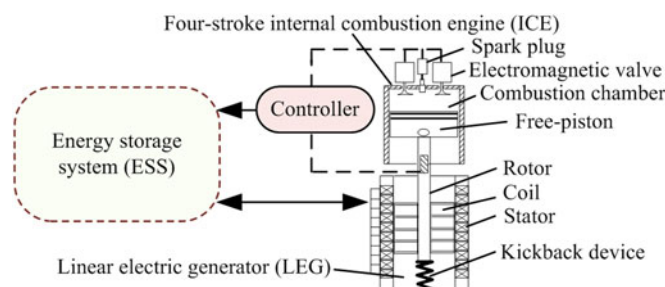 Four-stroke internal combustion engine (ICE)
Spark plug
Electromagnetic valve
Combustion chamber
Controller
Free-piston
Energy storage
system (ESS)
Rotor
Coil
Stator
Kickback device
Linear electric generator (LEG)